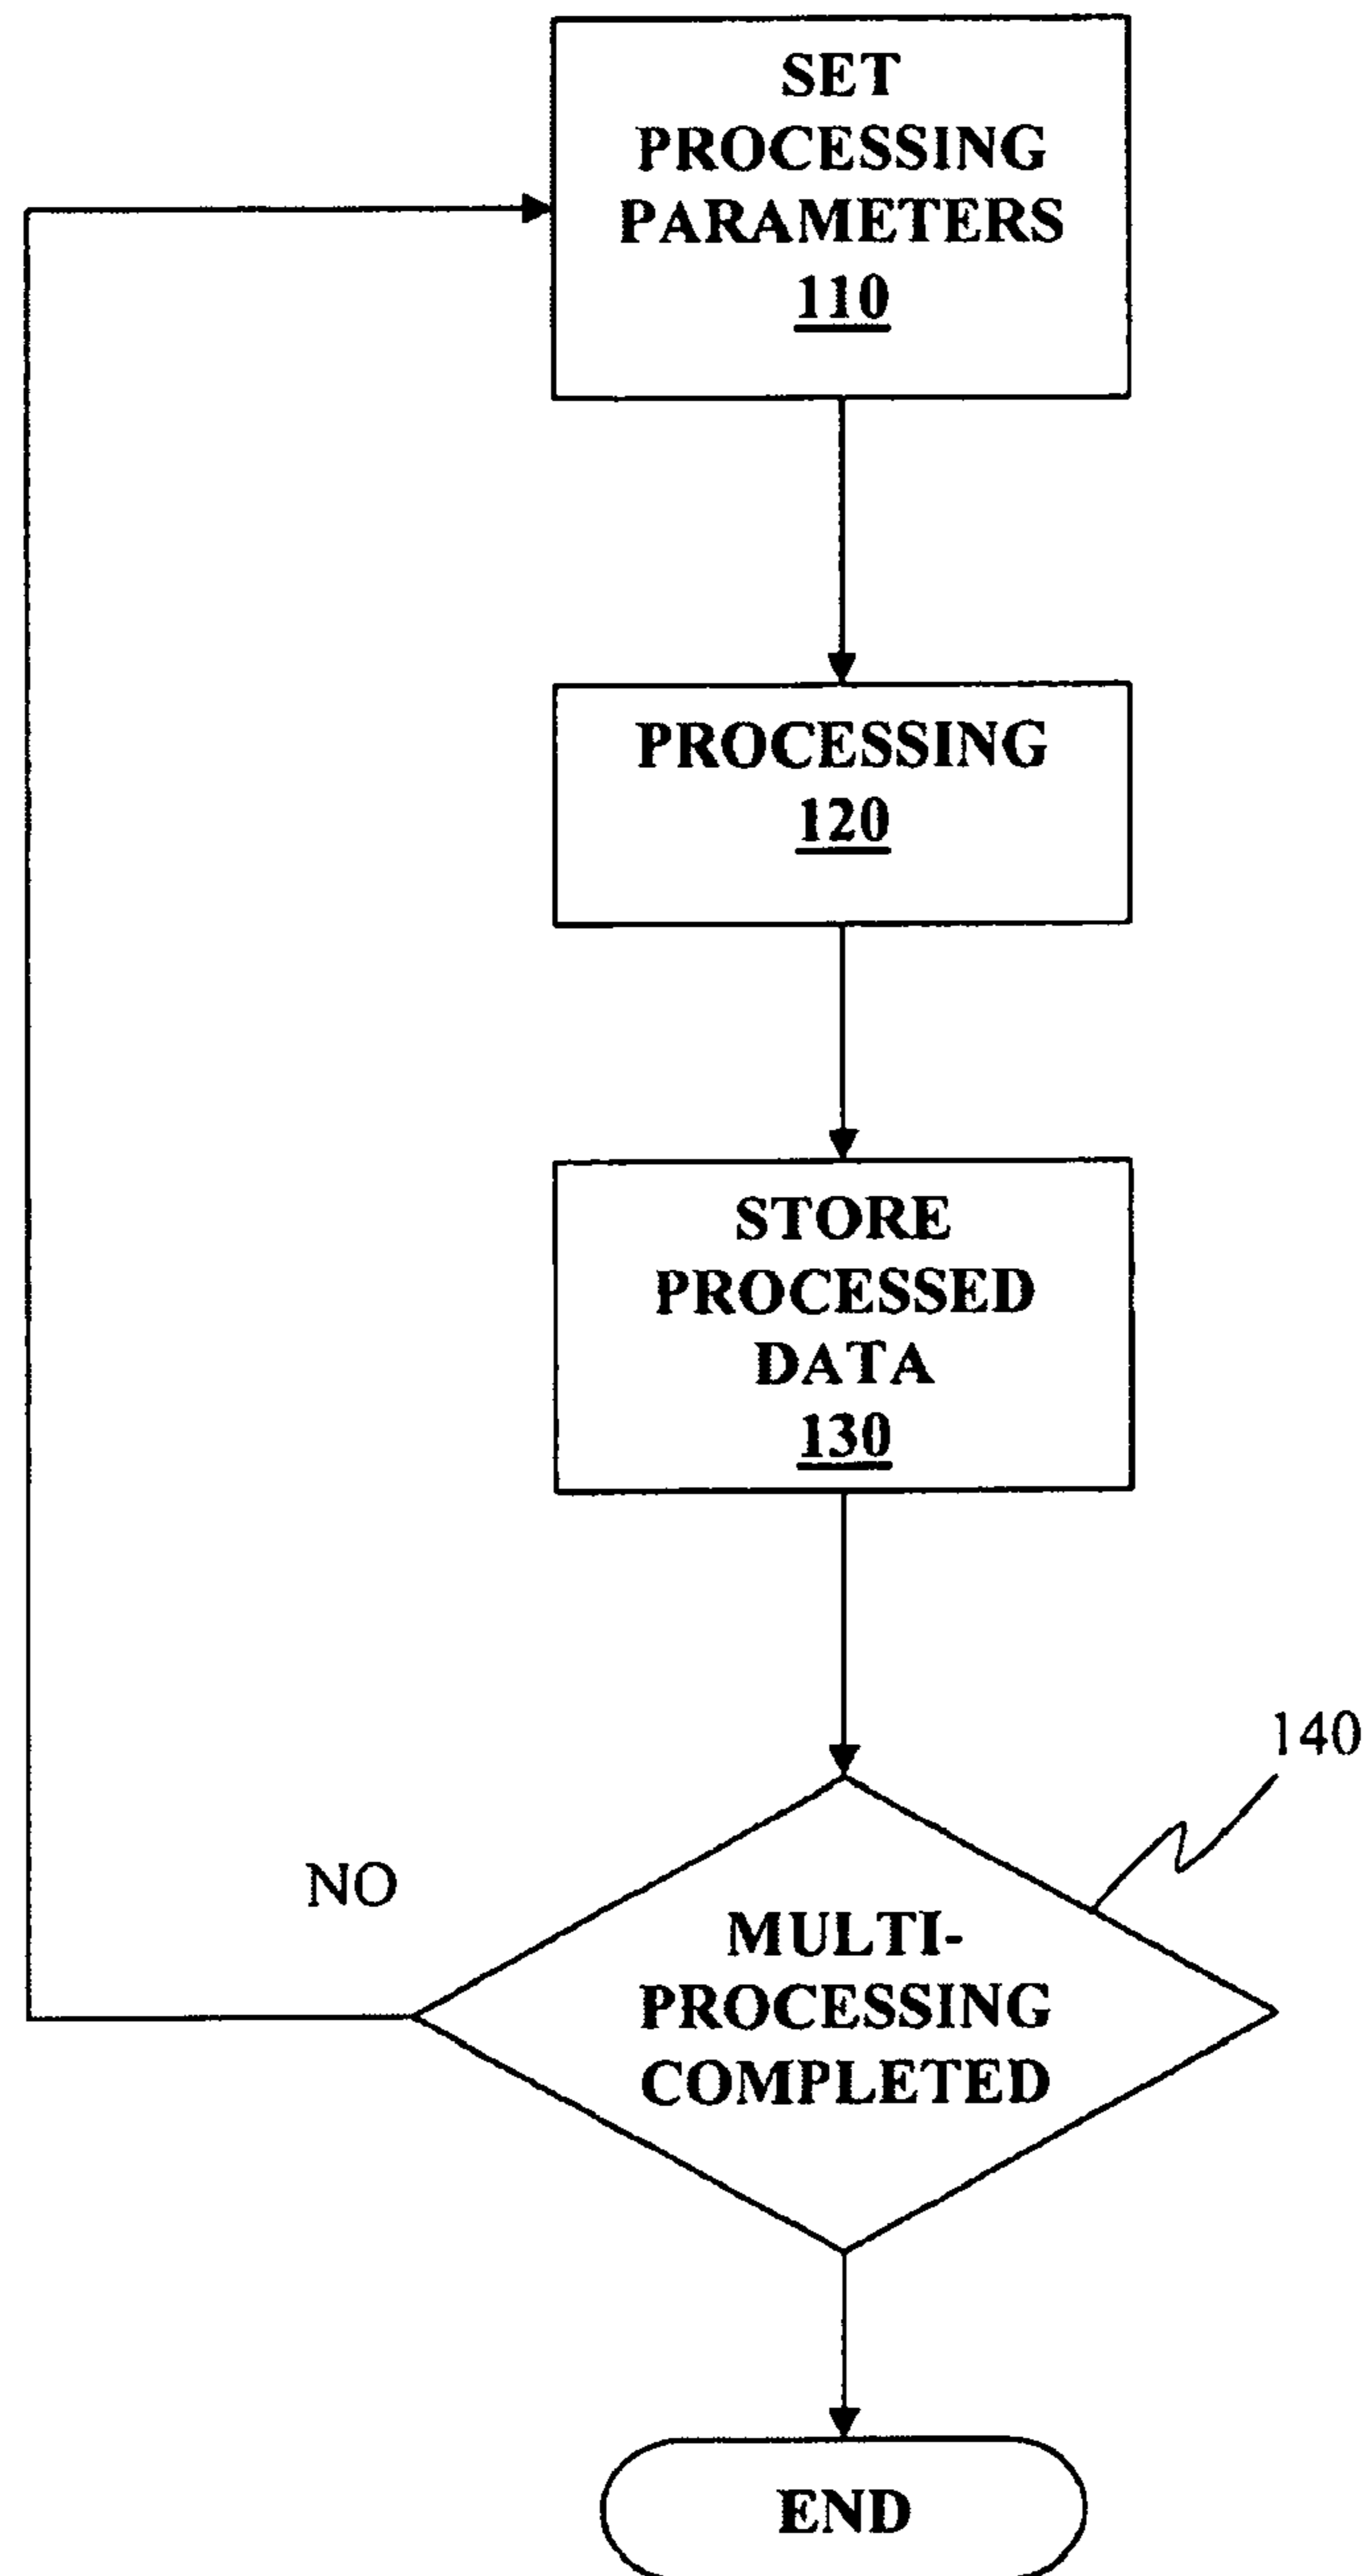 SET
PROCESSING
PARAMETERS
110
PROCESSING
120
STORE
PROCESSED
DATA
130
140
NO
MULTI-
PROCESSING
COMPLETED
END